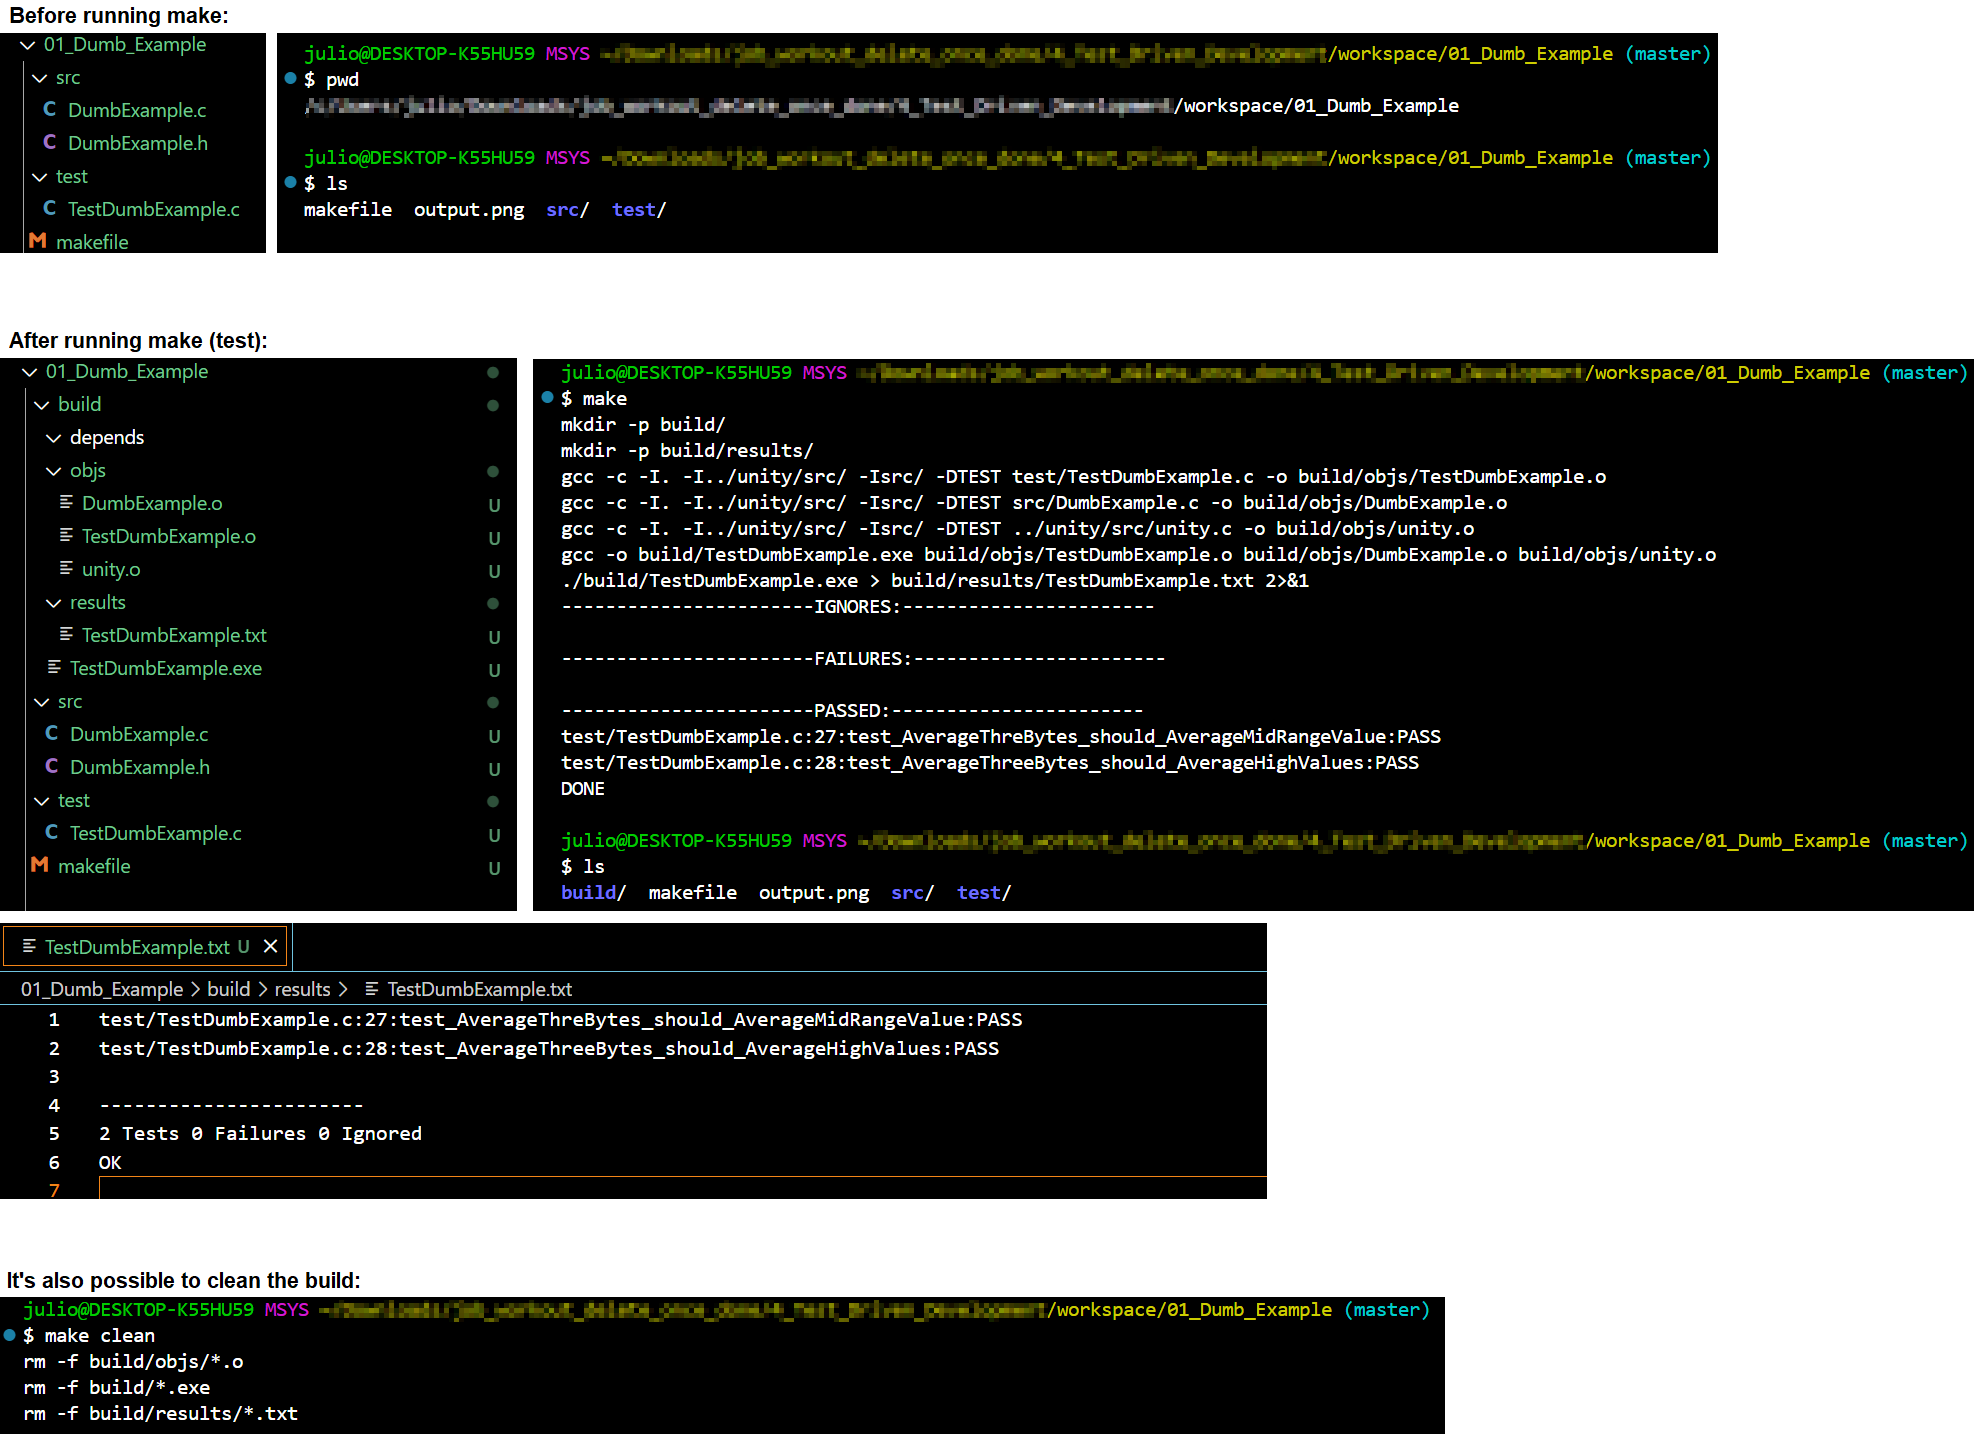 Before running make:
01_Dumb_Example
src
DumbExample.c
DumbExample.h
test
TestDumbExample.c
makefile
julio@DESKTOP-K55HU59 MSYS /workspace/01_Dumb_Example (master)
$ pwd
/workspace/01_Dumb_Example
julio@DESKTOP-K55HU59 MSYS /workspace/01_Dumb_Example (master)
$ ls
makefile output.png src/ test/
After running make (test):
01_Dumb_Example
build
depends
objs
DumbExample.o U
TestDumbExample.o U
unity.o U
results
TestDumbExample.txt U
TestDumbExample.exe U
src
DumbExample.c U
DumbExample.h U
test
TestDumbExample.c U
makefile U
julio@DESKTOP-K55HU59 MSYS /workspace/01_Dumb_Example (master)
$ make
mkdir -p build/
mkdir -p build/results/
gcc -c -I. -I../unity/src/ -Isrc/ -DTEST test/TestDumbExample.c -o build/objs/TestDumbExample.o
gcc -c -I. -I../unity/src/ -Isrc/ -DTEST src/DumbExample.c -o build/objs/DumbExample.o
gcc -c -I. -I../unity/src/ -Isrc/ -DTEST ../unity/src/unity.c -o build/objs/unity.o
gcc -o build/TestDumbExample.exe build/objs/TestDumbExample.o build/objs/DumbExample.o build/objs/unity.o
./build/TestDumbExample.exe > build/results/TestDumbExample.txt 2>&1
-----------------------IGNORES:-----------------------
-----------------------FAILURES:-----------------------
-----------------------PASSED:-----------------------
test/TestDumbExample.c:27:test_AverageThreBytes_should_AverageMidRangeValue:PASS
test/TestDumbExample.c:28:test_AverageThreeBytes_should_AverageHighValues:PASS
DONE
julio@DESKTOP-K55HU59 MSYS /workspace/01_Dumb_Example (master)
$ ls
build/ makefile output.png src/ test/
TestDumbExample.txt U
01_Dumb_Example > build > results > TestDumbExample.txt
1 test/TestDumbExample.c:27:test_AverageThreBytes_should_AverageMidRangeValue:PASS
2 test/TestDumbExample.c:28:test_AverageThreeBytes_should_AverageHighValues:PASS
3
4 -----------------------
5 2 Tests 0 Failures 0 Ignored
6 OK
7
It's also possible to clean the build:
julio@DESKTOP-K55HU59 MSYS /workspace/01_Dumb_Example (master)
$ make clean
rm -f build/objs/*.o
rm -f build/*.exe
rm -f build/results/*.txt